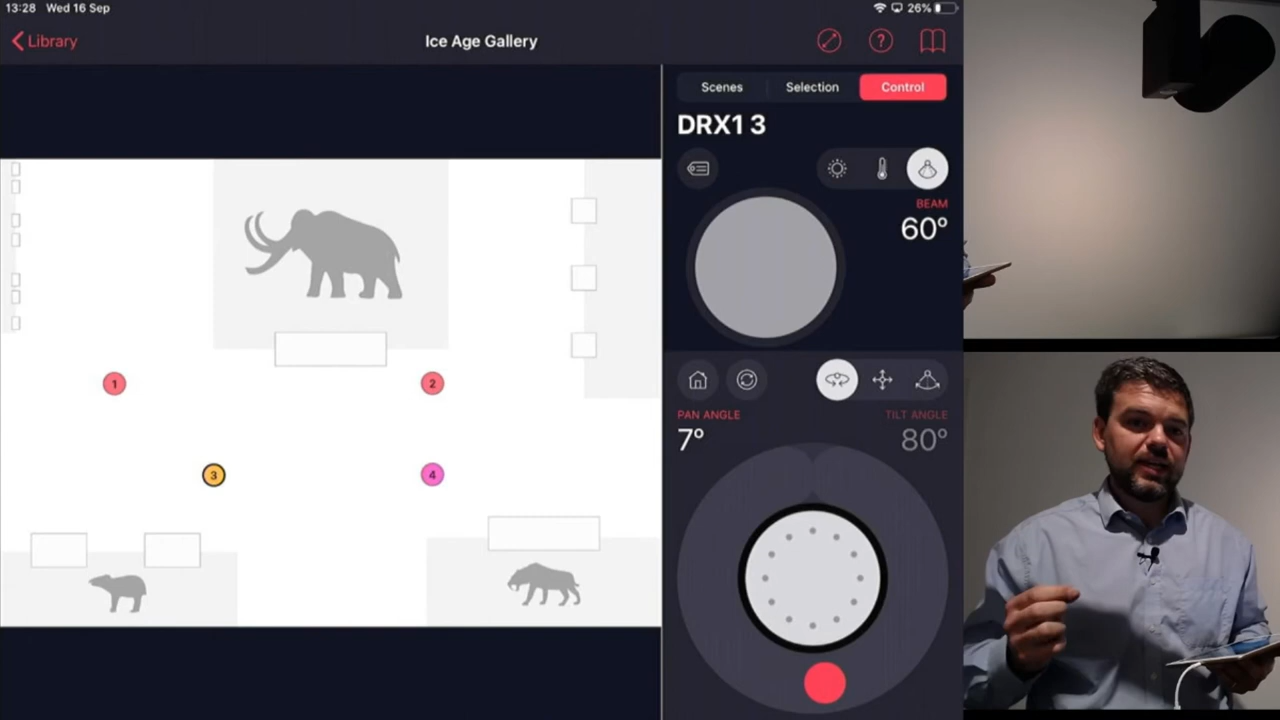 13:28 Wed 16 Sep
26%
Library
Ice Age Gallery
?
Scenes
Selection
Control
DRX1 3
BEAM
60°
1
2
PAN ANGLE
TILT ANGLE
7°
80°
3
4